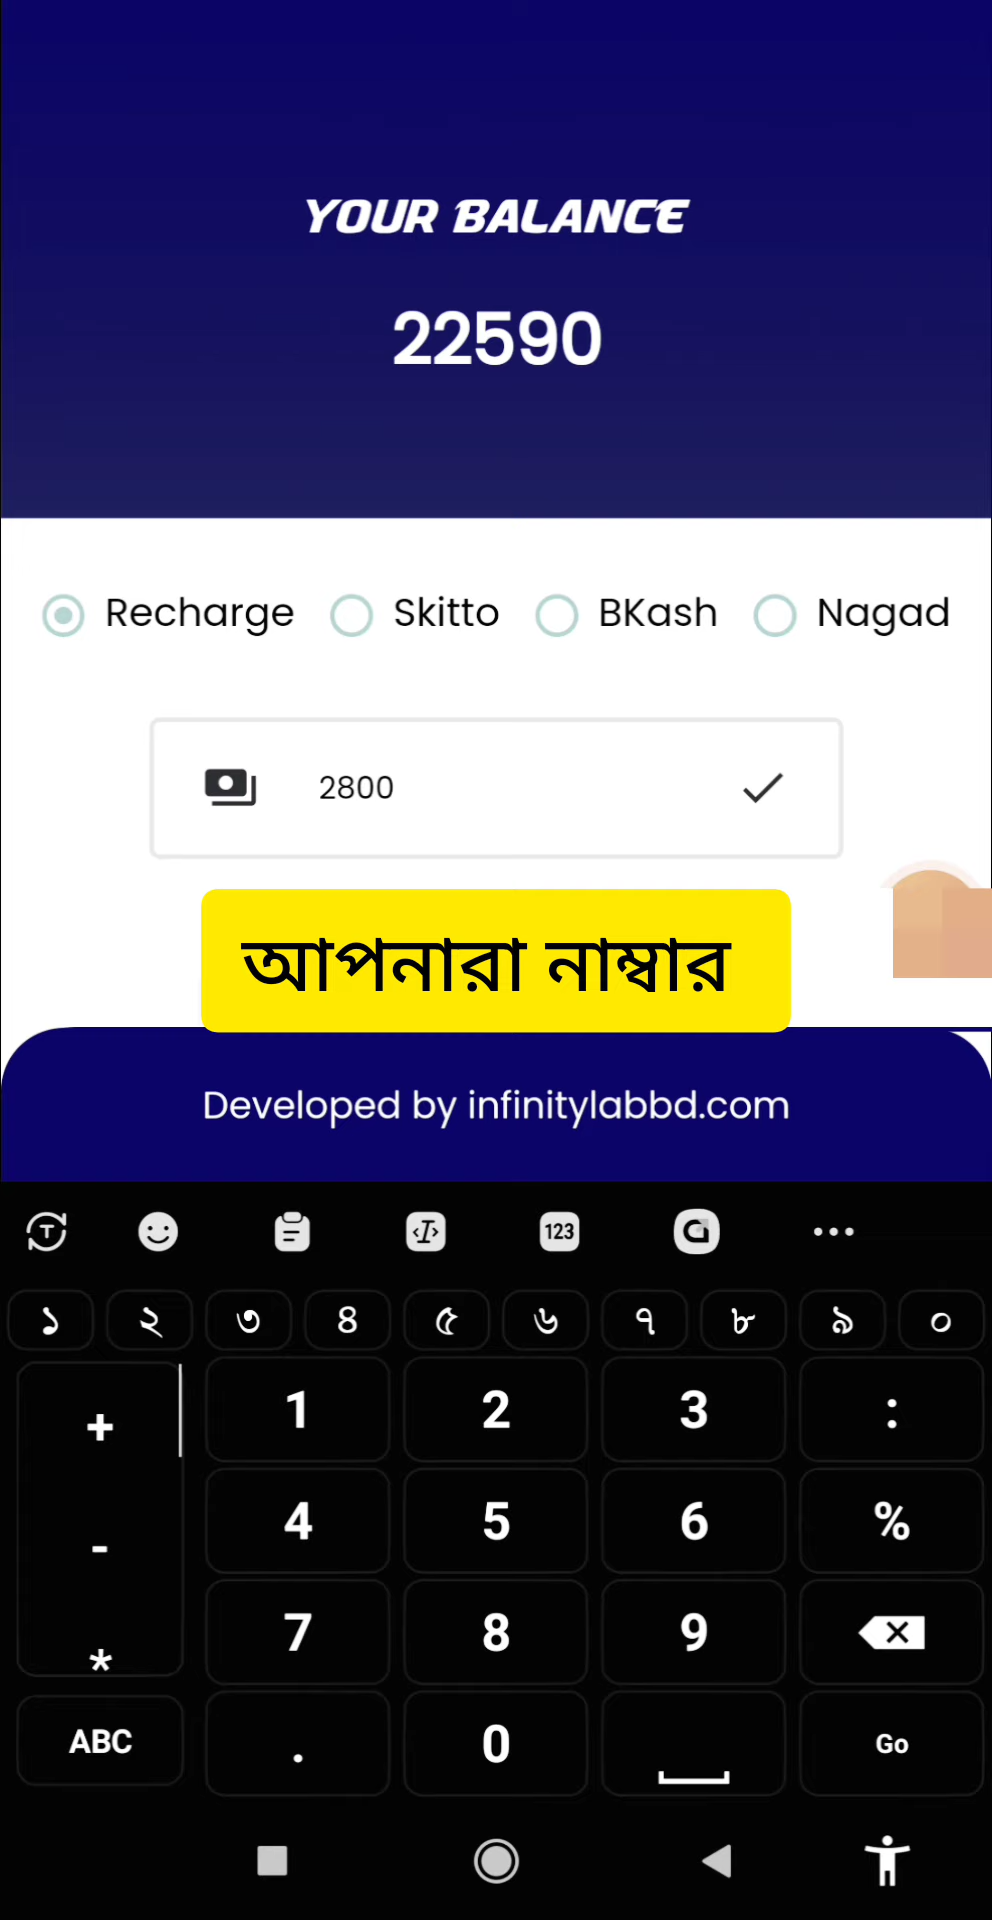 YOUR BALANCE
22590
Recharge Skitto BKash Nagad
2800
আপনারা নাম্বার
Developed by infinitylabbd.com
T 123
১ ২ ৩ ৪ ৫ ৬ ৭ ৮ ৯ ০
+ 1 2 3 :
- 4 5 6 %
* 7 8 9
ABC . 0 Go